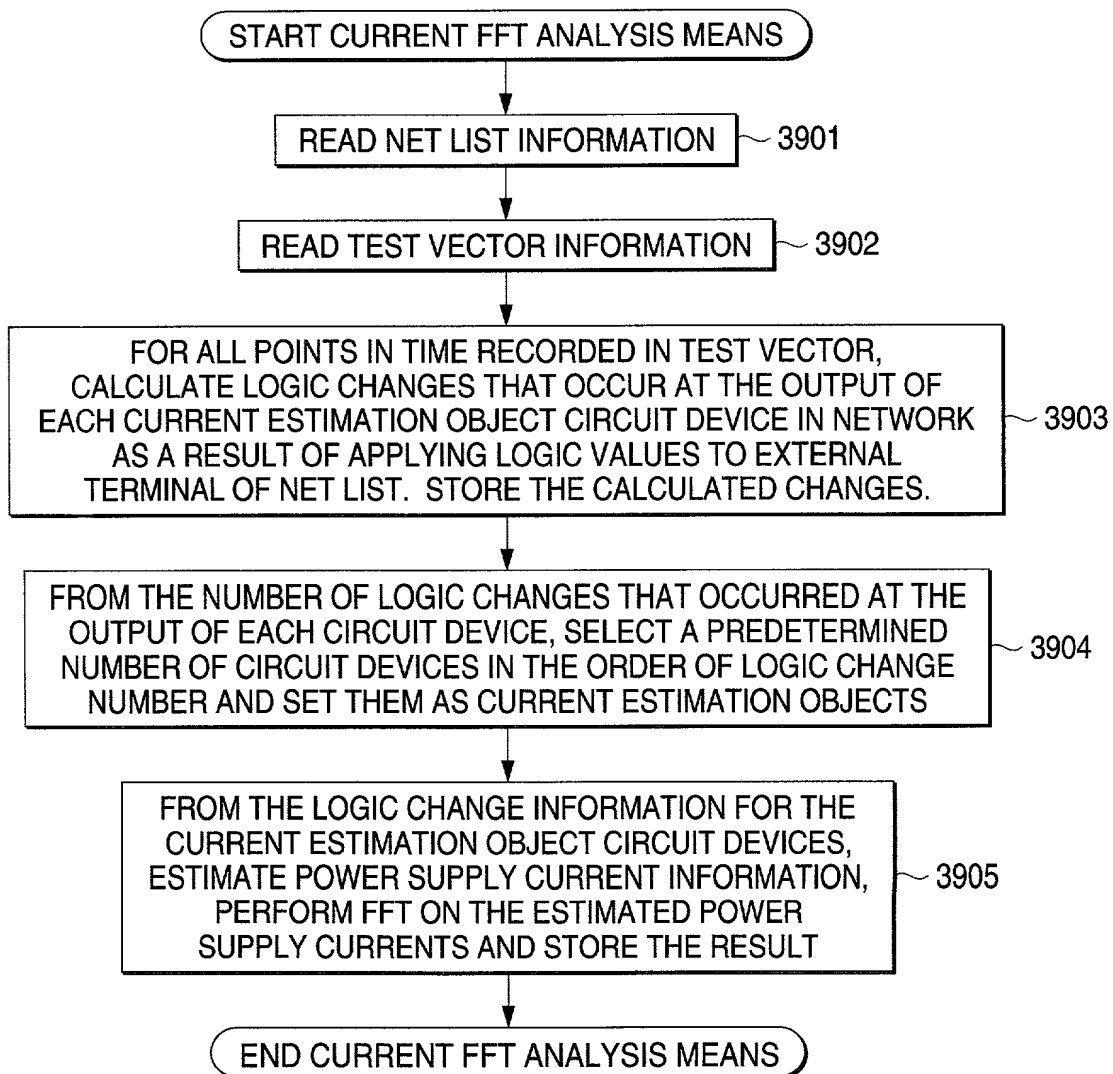 START CURRENT FFT ANALYSIS MEANS
READ NET LIST INFORMATION
3901
READ TEST VECTOR INFORMATION
3902
FOR ALL POINTS IN TIME RECORDED IN TEST VECTOR,
CALCULATE LOGIC CHANGES THAT OCCUR AT THE OUTPUT OF
EACH CURRENT ESTIMATION OBJECT CIRCUIT DEVICE IN NETWORK
AS A RESULT OF APPLYING LOGIC VALUES TO EXTERNAL
TERMINAL OF NET LIST. STORE THE CALCULATED CHANGES.
3903
FROM THE NUMBER OF LOGIC CHANGES THAT OCCURRED AT THE
OUTPUT OF EACH CIRCUIT DEVICE, SELECT A PREDETERMINED
NUMBER OF CIRCUIT DEVICES IN THE ORDER OF LOGIC CHANGE
NUMBER AND SET THEM AS CURRENT ESTIMATION OBJECTS
3904
FROM THE LOGIC CHANGE INFORMATION FOR THE
CURRENT ESTIMATION OBJECT CIRCUIT DEVICES,
ESTIMATE POWER SUPPLY CURRENT INFORMATION,
PERFORM FFT ON THE ESTIMATED POWER
SUPPLY CURRENTS AND STORE THE RESULT
3905
END CURRENT FFT ANALYSIS MEANS